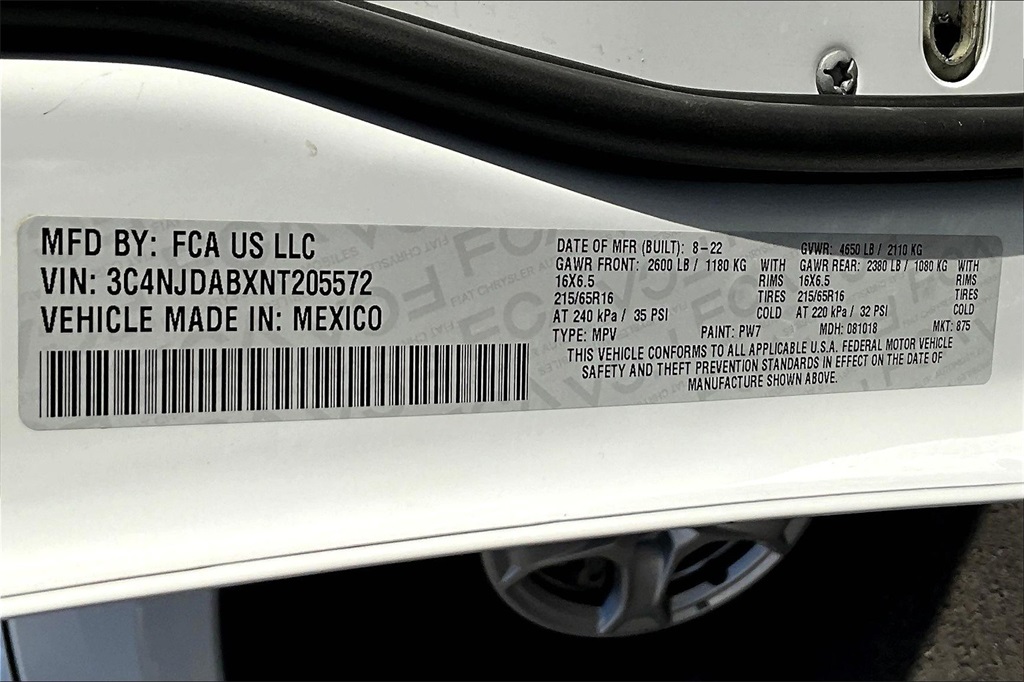 MFD BY: FCA US LLC
VIN: 3C4NJDABXNT205572
VEHICLE MADE IN: MEXICO
DATE OF MFR (BUILT): 8-22
GAWR FRONT: 2600 LB / 1180 KG WITH
16X6.5 RIMS
215/65R16 TIRES
AT 240 kPa / 35 PSI COLD
TYPE: MPV
GVWR: 4650 LB / 2110 KG
GAWR REAR: 2380 LB / 1080 KG WITH
16X6.5 RIMS
215/65R16 TIRES
AT 220 kPa / 32 PSI COLD
PAINT: PW7 MDH: 081018 MKT: 875
THIS VEHICLE CONFORMS TO ALL APPLICABLE U.S.A. FEDERAL MOTOR VEHICLE
SAFETY AND THEFT PREVENTION STANDARDS IN EFFECT ON THE DATE OF
MANUFACTURE SHOWN ABOVE.